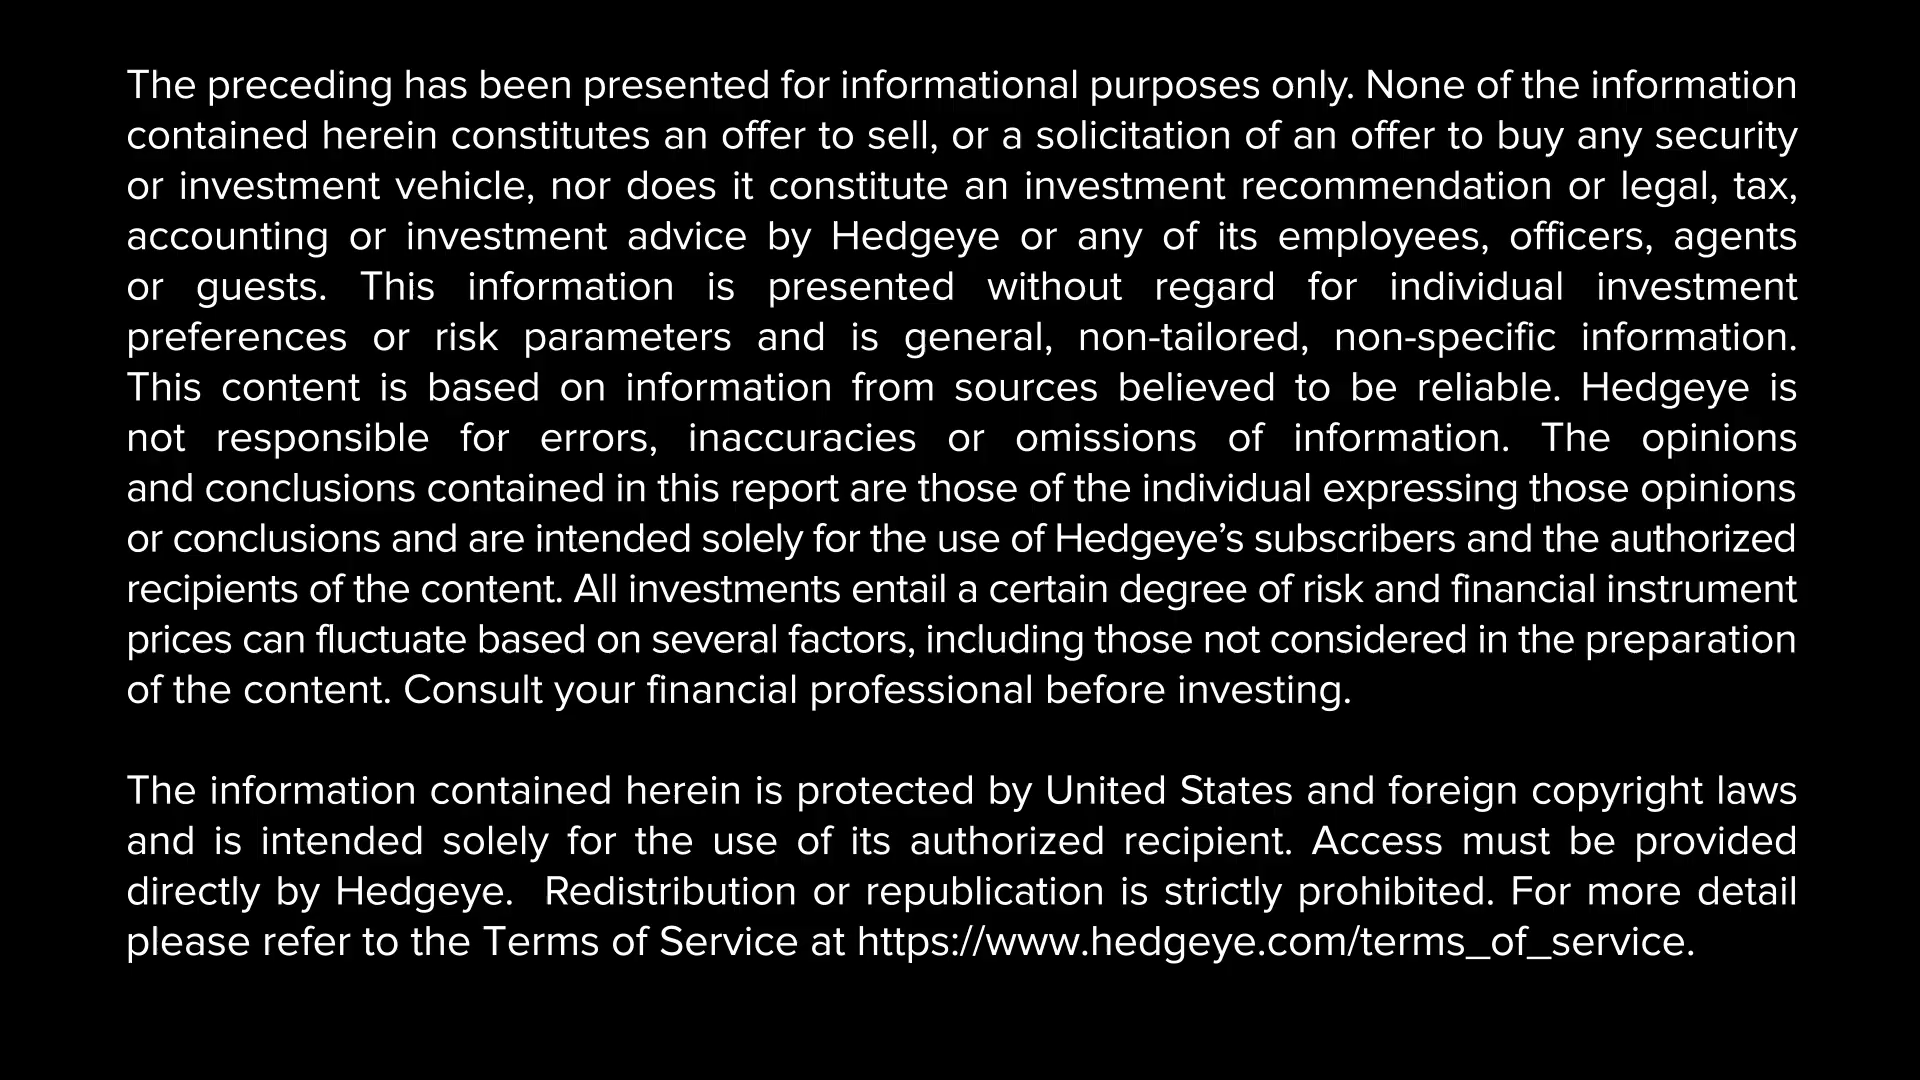 The preceding has been presented for informational purposes only. None of the information
contained herein constitutes an offer to sell, or a solicitation of an offer to buy any security
or investment vehicle, nor does it constitute an investment recommendation or legal, tax,
accounting or investment advice by Hedgeye or any of its employees, officers, agents
or guests. This information is presented without regard for individual investment
preferences or risk parameters and is general, non-tailored, non-specific information.
This content is based on information from sources believed to be reliable. Hedgeye is
not responsible for errors, inaccuracies or omissions of information. The opinions
and conclusions contained in this report are those of the individual expressing those opinions
or conclusions and are intended solely for the use of Hedgeye’s subscribers and the authorized
recipients of the content. All investments entail a certain degree of risk and financial instrument
prices can fluctuate based on several factors, including those not considered in the preparation
of the content. Consult your financial professional before investing.

The information contained herein is protected by United States and foreign copyright laws
and is intended solely for the use of its authorized recipient. Access must be provided
directly by Hedgeye.  Redistribution or republication is strictly prohibited. For more detail
please refer to the Terms of Service at https://www.hedgeye.com/terms_of_service.